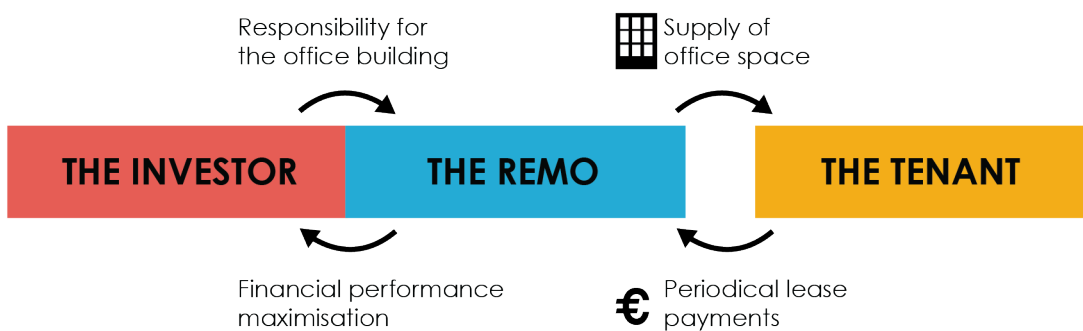 Responsibility for
the office building
Supply of
office space
THE INVESTOR
THE REMO
THE TENANT
Financial performance
maximisation
€ Periodical lease
payments